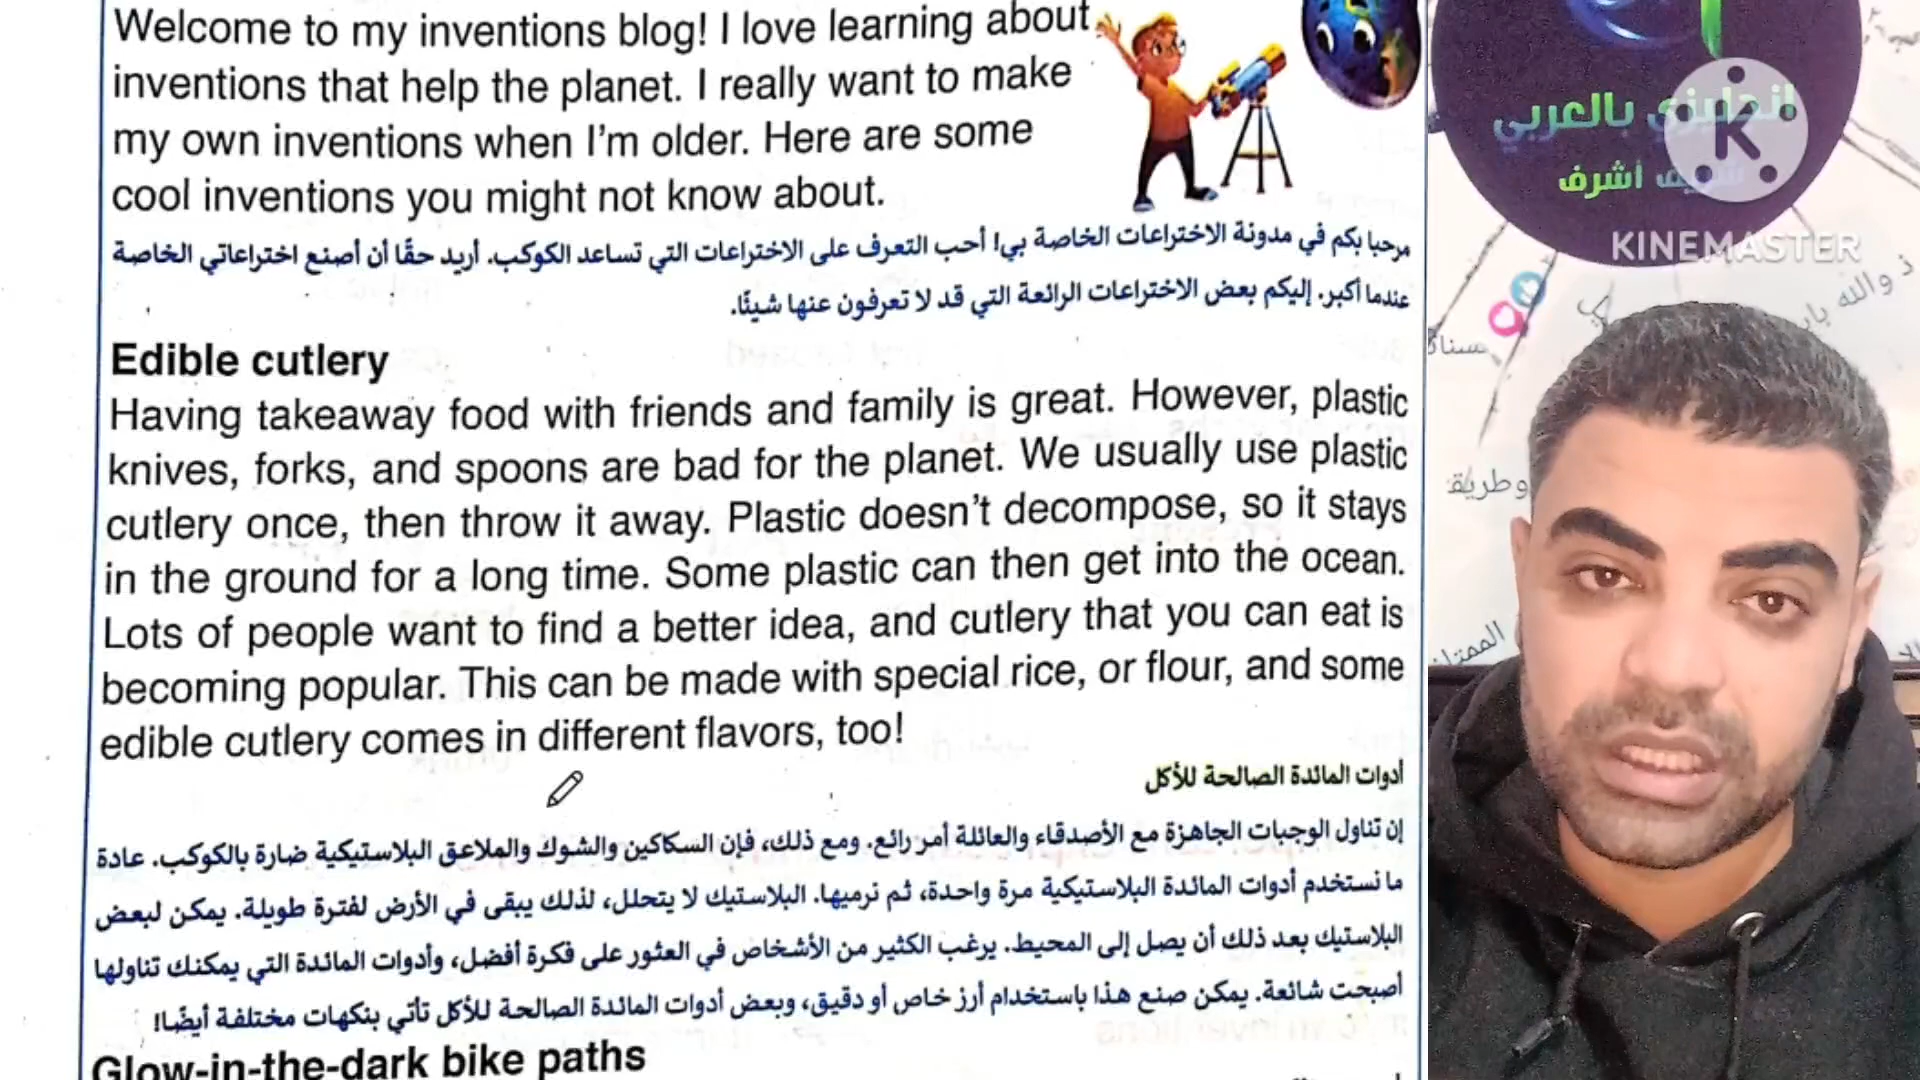 Welcome to my inventions blog! I love learning about
inventions that help the planet. I really want to make
my own inventions when I'm older. Here are some
cool inventions you might not know about.
مرحبا بكم في مدونة الاختراعات الخاصة بي! أحب التعرف على الاختراعات التي تساعد الكوكب. أريد حقًا أن أصنع اختراعاتي الخاصة
عندما أكبر. إليكم بعض الاختراعات الرائعة التي قد لا تعرفون عنها شيئًا.
Edible cutlery
Having takeaway food with friends and family is great. However, plastic
knives, forks, and spoons are bad for the planet. We usually use plastic
cutlery once, then throw it away. Plastic doesn't decompose, so it stays
in the ground for a long time. Some plastic can then get into the ocean.
Lots of people want to find a better idea, and cutlery that you can eat is
becoming popular. This can be made with special rice, or flour, and some
edible cutlery comes in different flavors, too!
أدوات المائدة الصالحة للأكل
إن تناول الوجبات الجاهزة مع الأصدقاء والعائلة أمر رائع. ومع ذلك، فإن السكاكين والشوك والملاعق البلاستيكية ضارة بالكوكب. عادة
ما نستخدم أدوات المائدة البلاستيكية مرة واحدة، ثم نرميها. البلاستيك لا يتحلل، لذلك يبقى في الأرض لفترة طويلة. يمكن لبعض
البلاستيك بعد ذلك أن يصل إلى المحيط. يرغب الكثير من الأشخاص في العثور على فكرة أفضل، وأدوات المائدة التي يمكنك تناولها
أصبحت شائعة. يمكن صنع هذا باستخدام أرز خاص أو دقيق، وبعض أدوات المائدة الصالحة للأكل تأتي بنكهات مختلفة أيضًا!
Glow-in-the-dark bike paths
انجليزي بالعربي
أشرف
K
KINEMASTER
والله
وطريقة